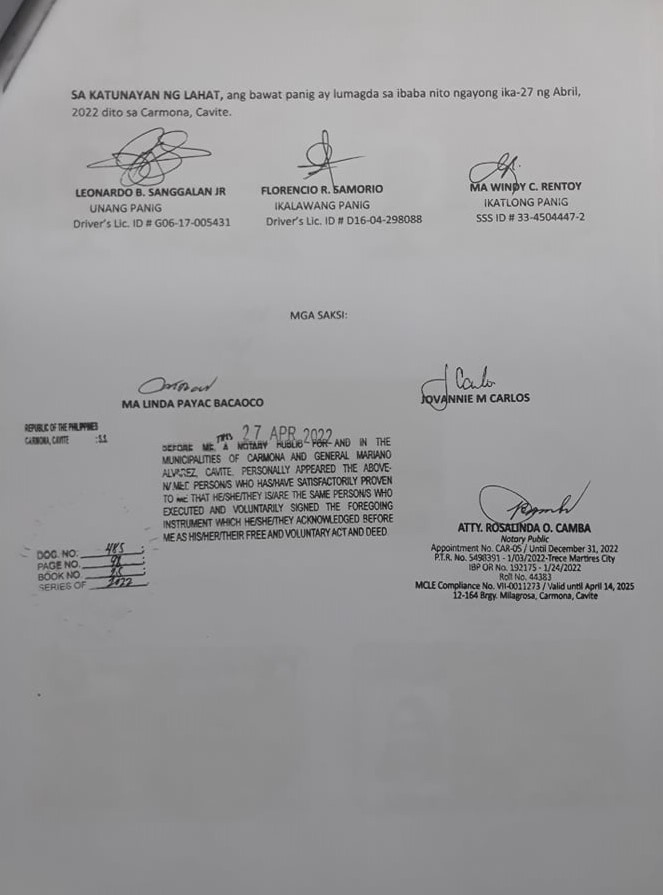 SA KATUNAYAN NG LAHAT, ang bawat panig ay lumagda sa ibaba nito ngayong ika-27 ng Abril,
2022 dito sa Carmona, Cavite.
LEONARDO B. SANGGALAN JR
UNANG PANIG
Driver's Lic. ID # G06-17-005431
FLORENCIO R. SAMORIO
IKALAWANG PANIG
Driver's Lic. ID # D16-04-298088
MA WINDY C. RENTOY
IKATLONG PANIG
SSS ID # 33-4504447-2
MGA SAKSI:
MA LINDA PAYAC BACAOCO
J Carlo
JOVANNIE M CARLOS
REPUBLIC OF THE PHILIPPINES
CARMONA, CAVITE :S.S.
THIS 27 APR 2022
BEFORE ME, A NOTARY PUBLIC FOR AND IN THE
MUNICIPALITIES OF CARMONA AND GENERAL MARIANO
ALVAREZ, CAVITE. PERSONALLY APPEARED THE ABOVE-
PERSON/S WHO HAS/HAVE SATISFACTORILY PROVEN
TO ME THAT HE/SHE/THEY IS/ARE THE SAME PERSON/S WHO
EXECUTED AND VOLUNTARILY SIGNED THE FOREGOING
INSTRUMENT WHICH HE/SHE/THEY ACKNOWLEDGED BEFORE
ME AS HIS/HER/THEIR FREE AND VOLUNTARY ACT AND DEED.
DOC. NO. 485 ;
PAGE NO. 98 ;
BOOK NO. ;
SERIES OF 2022
ATTY. ROSALINDA O. CAMBA
Notary Public
Appointment No. CAR-05 / Until December 31, 2022
P.T.R. No. 5498391 - 1/03/2022-Trece Martires City
IBP OR No. 192175 - 1/24/2022
Roll No. 44383
MCLE Compliance No. VII-0011273 / Valid until April 14, 2025
12-164 Brgy. Milagrosa, Carmona, Cavite